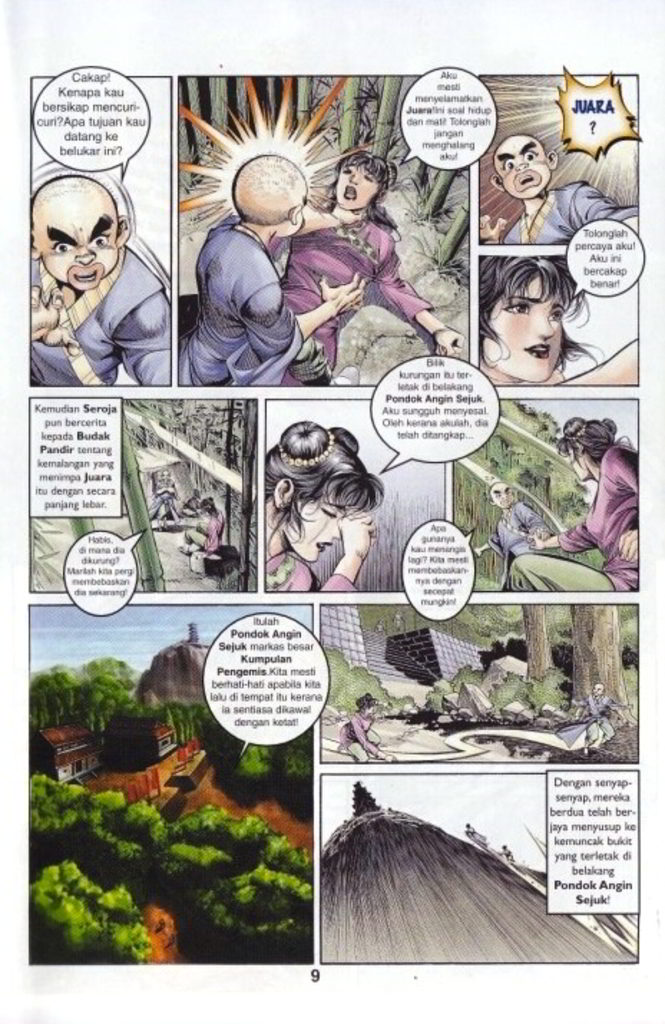 Cakap!
Kenapa kau
bersikap mencuri-
curi?Apa tujuan kau
datang ke
belukar ini?
Aku
mesti
menyelamatkan
Juara!Ini soal hidup
dan mati! Tolonglah
jangan
menghalang
aku!
JUARA
?
Tolonglah
percaya aku!
Aku ini
bercakap
benar!
Bilik
kurungan itu ter-
letak di belakang
Pondok Angin Sejuk.
Aku sungguh menyesal.
Oleh kerana akulah, dia
telah ditangkap...
Kemudian Seroja
pun bercerita
kepada Budak
Pandir tentang
kemalangan yang
menimpa Juara
itu dengan secara
panjang lebar.
Habis,
di mana dia
dikurung?
Marilah kita pergi
membebaskan
dia sekarang!
Apa
gunanya
kau menangis
lagi? Kita mesti
membebaskan-
nya dengan
secepat
mungkin!
Itulah
Pondok Angin
Sejuk markas besar
Kumpulan
Pengemis.Kita mesti
berhati-hati apabila kita
lalu di tempat itu kerana
ia sentiasa dikawal
dengan ketat!
Dengan senyap-
senyap, mereka
berdua telah ber-
jaya menyusup ke
kemuncak bukit
yang terletak di
belakang
Pondok Angin
Sejuk!
9